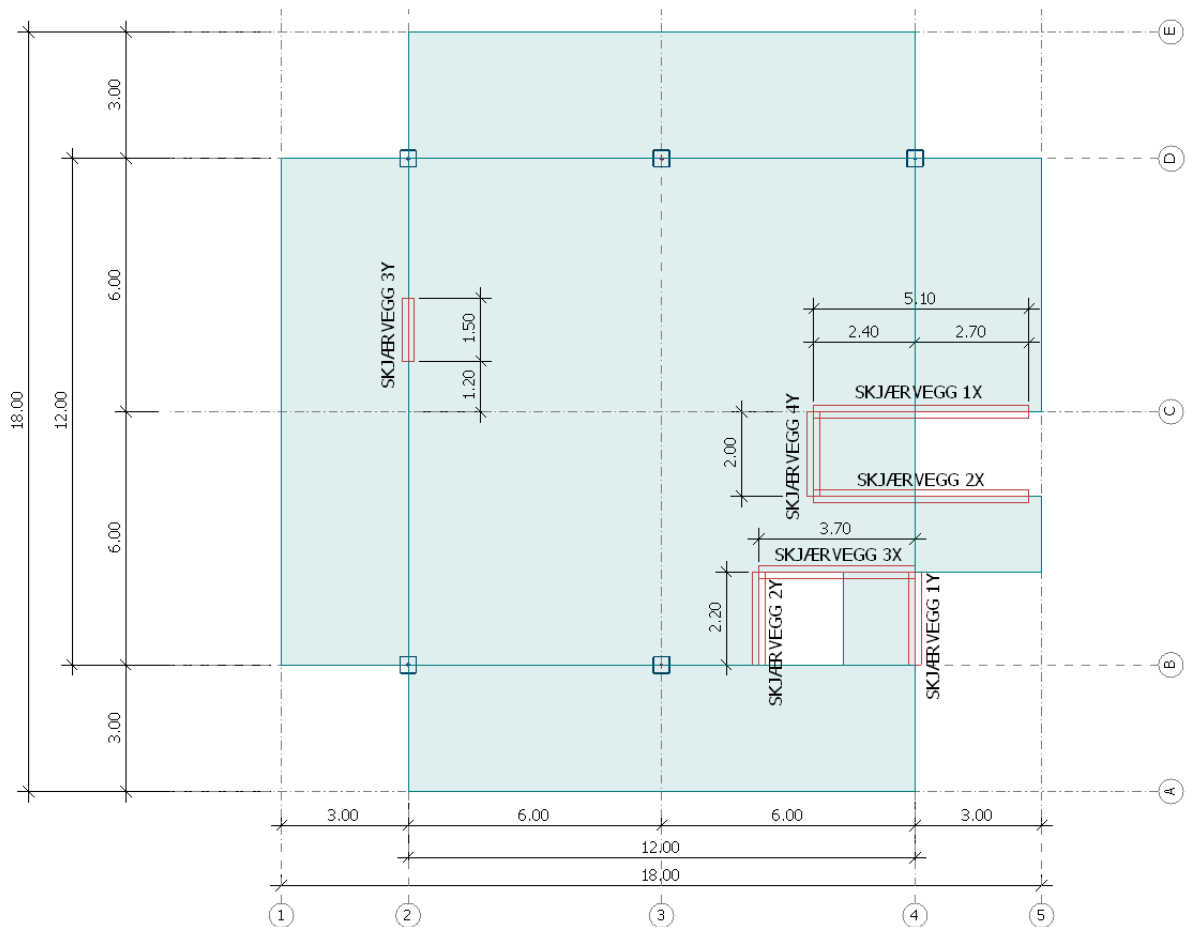 E
3.00
D
SKJÆRVEGG 3Y
6.00
5.10
1.50
2.40
2.70
1.20
18.00
12.00
SKJÆRVEGG 1X
C
SKJÆRVEGG 4Y
2.00
SKJÆRVEGG 2X
3.70
6.00
SKJÆRVEGG 3X
2.20
SKJÆRVEGG 2Y
SKJÆRVEGG 1Y
B
3.00
A
3.00
6.00
6.00
3.00
12.00
18.00
1
2
3
4
5